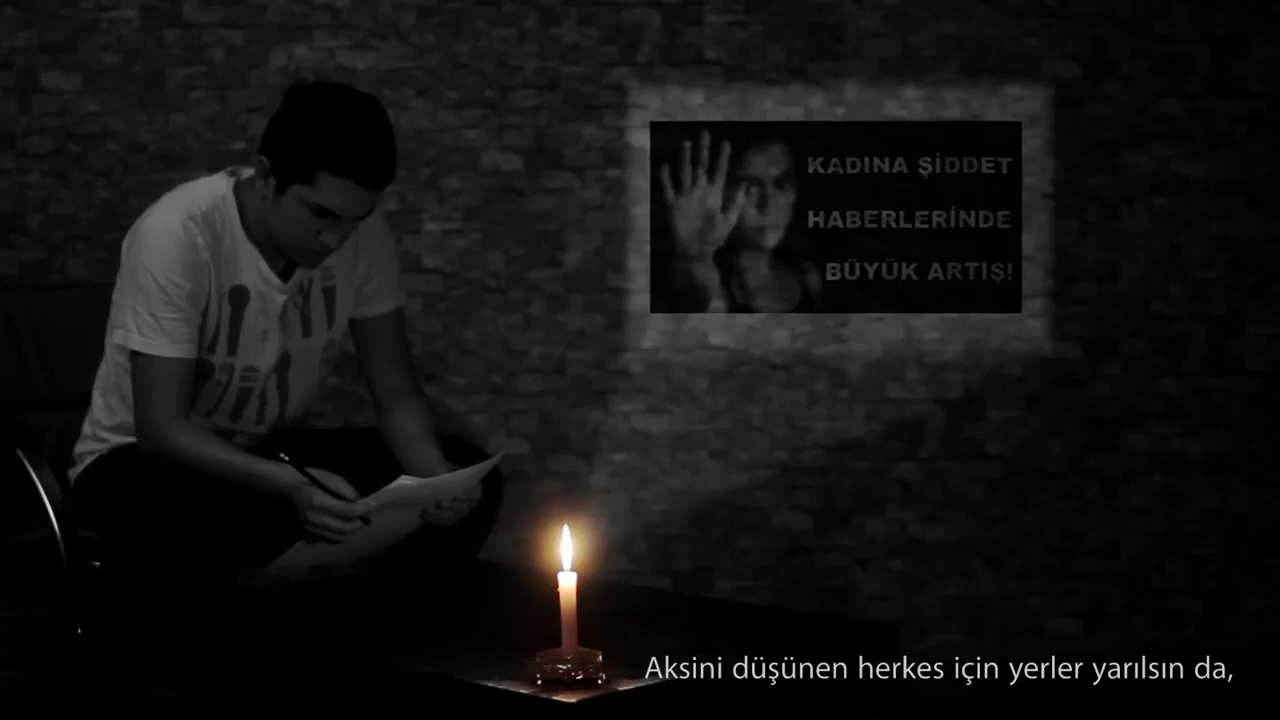 KADINA ŞİDDET
HABERLERİNDE
BÜYÜK ARTIŞ!
Aksini düşünen herkes için yerler yarılsın da,